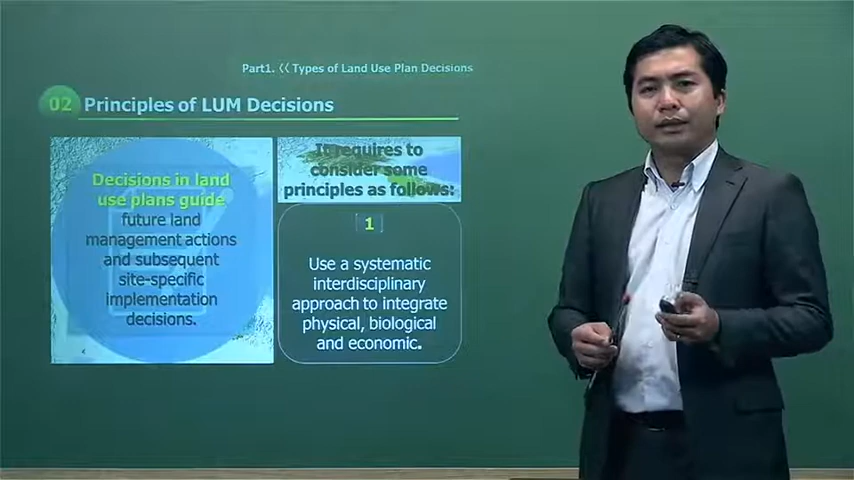 Part1. 《 Types of Land Use Plan Decisions
02 Principles of LUM Decisions
Decisions in land
use plans guide
future land
management actions
and subsequent
site-specific
implementation
decisions.
It requires to
consider some
principles as follows:
1
Use a systematic
interdisciplinary
approach to integrate
physical, biological
and economic.